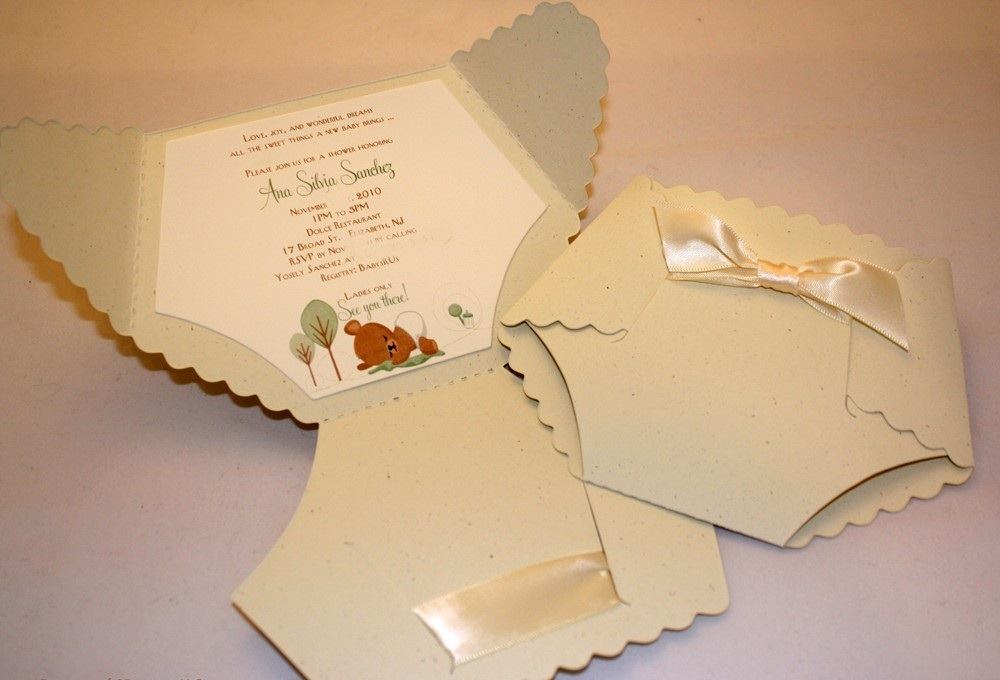 Love, joy, and wonderful dreams
all the sweet things a new baby brings ...
Please join us for a shower honoring
Ana Silvia Sanchez
November 2010
1pm to 5pm
Dolce Restaurant
17 Broad St. Elizabeth, NJ
RSVP by Nov by calling
Yosely Sanchez at
Registry: BabysRUs
Ladies only
See you there!